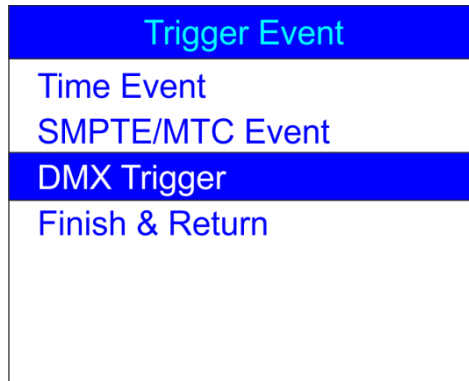 Trigger Event
Time Event
SMPTE/MTC Event
DMX Trigger
Finish & Return